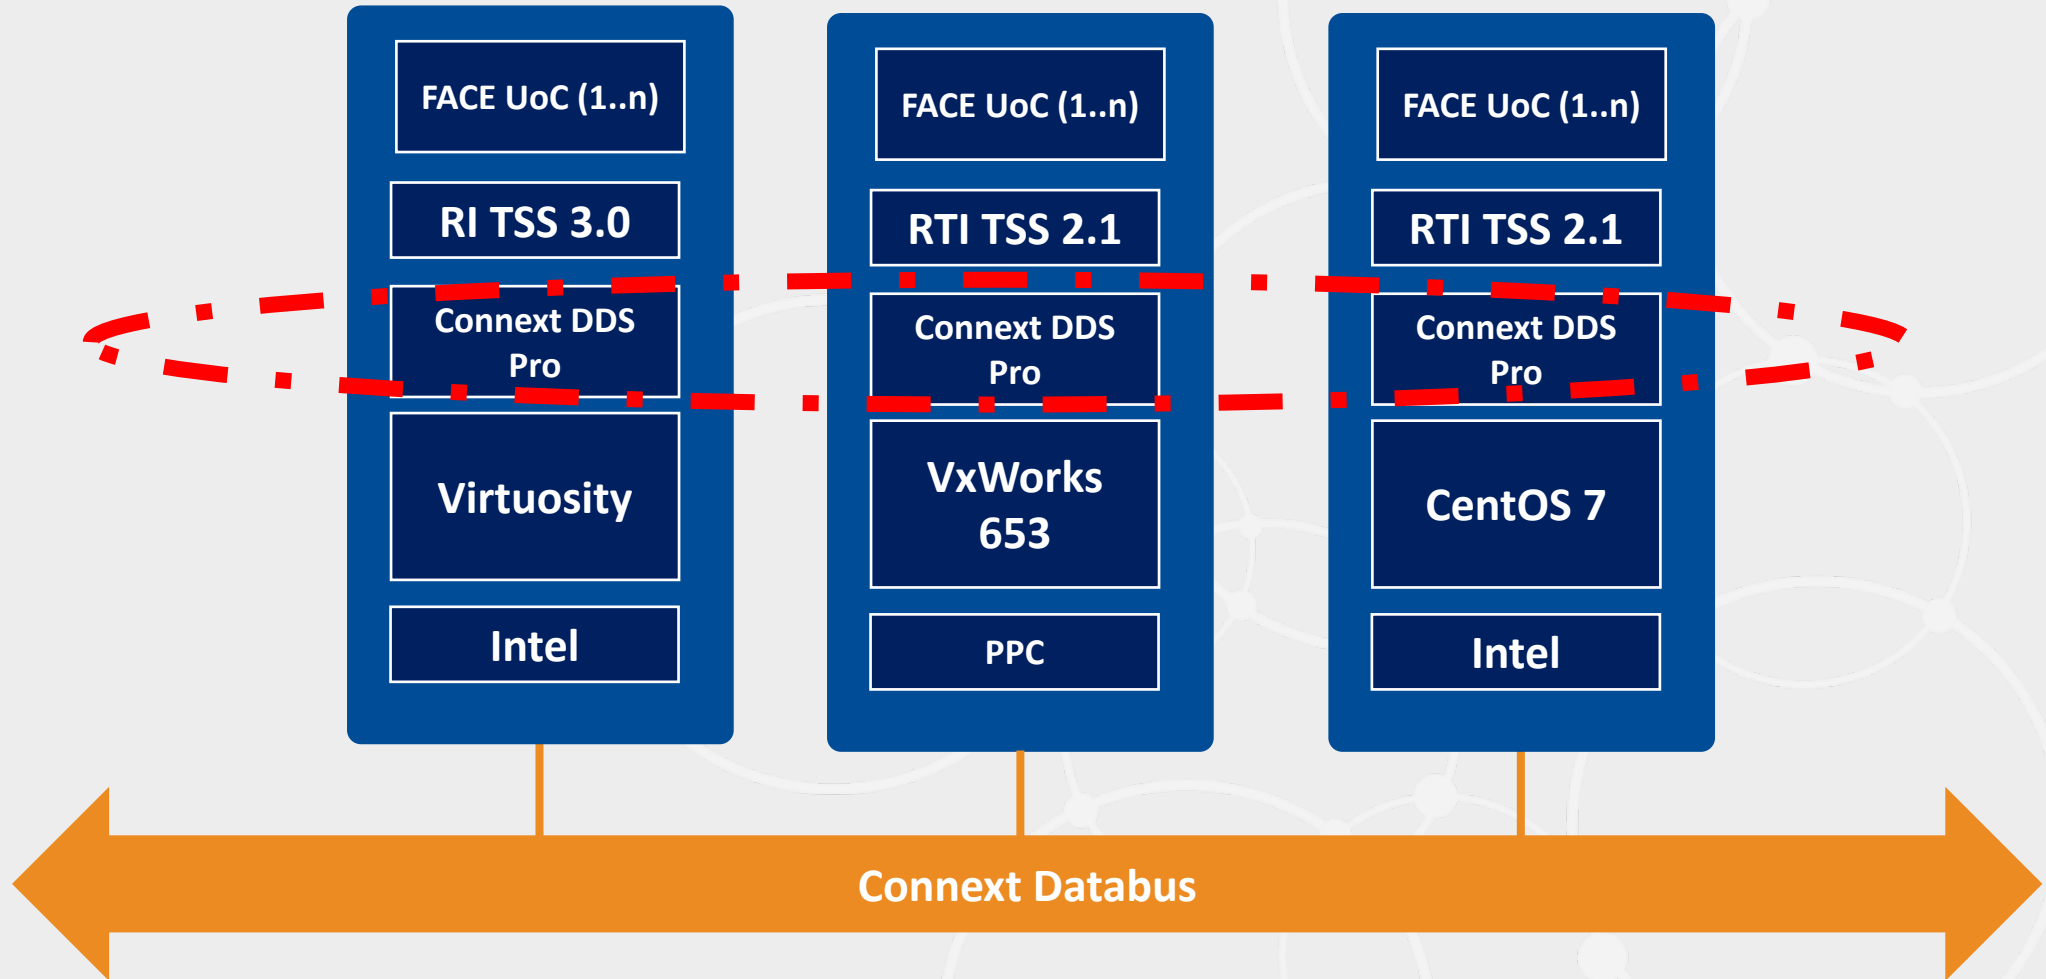 FACE UoC (1..n)
RI TSS 3.0
Connext DDS
Pro
Virtuosity
Intel
FACE UoC (1..n)
RTI TSS 2.1
Connext DDS
Pro
VxWorks
653
PPC
FACE UoC (1..n)
RTI TSS 2.1
Connext DDS
Pro
CentOS 7
Intel
Connext Databus